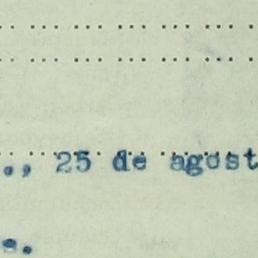 ., 25 de agost
s.